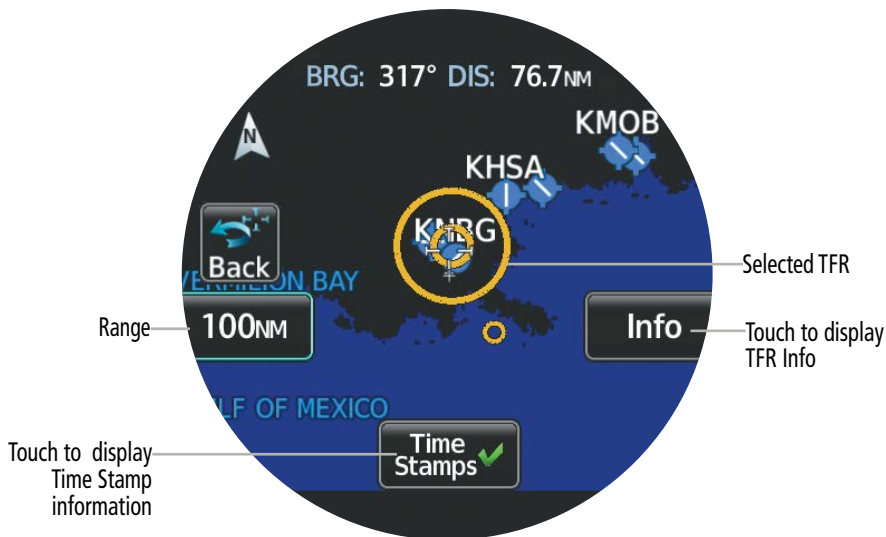 BRG: 317° DIS: 76.7NM
N
KMOB
KHSA
KNBG
Back
VERMILION BAY
Selected TFR
Range
100NM
Info
Touch to display
TFR Info
LF OF MEXICO
Time
Stamps
Touch to display
Time Stamp
information